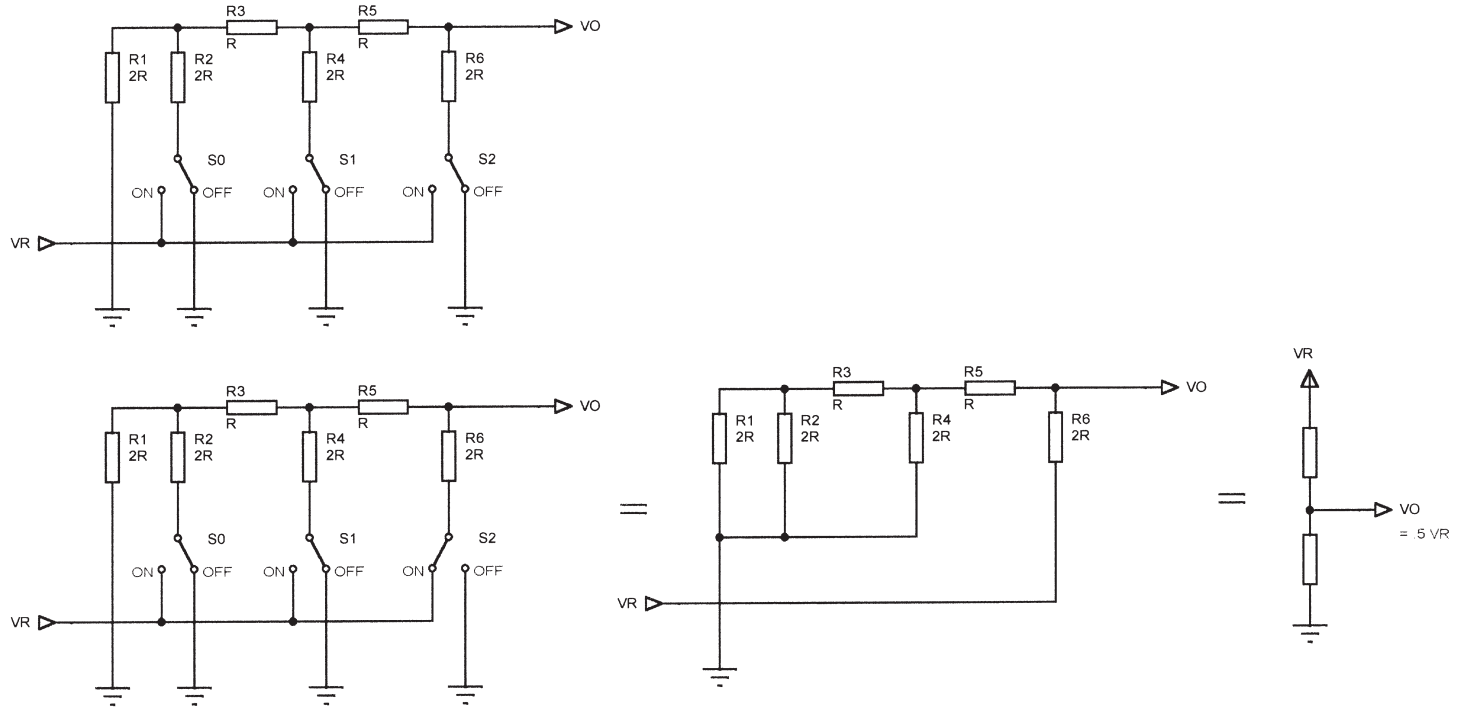 R3 R5
VO
R R
R1 R2 R4 R6
2R 2R 2R 2R
S0 S1 S2
ON OFF ON OFF ON OFF
VR
R3 R5
VO
R R
R1 R2 R4 R6
2R 2R 2R 2R
S0 S1 S2
ON OFF ON OFF ON OFF
VR
=
R3 R5
VO
R R
R1 R2 R4 R6
2R 2R 2R 2R
VR
=
VR
VO
= .5 VR